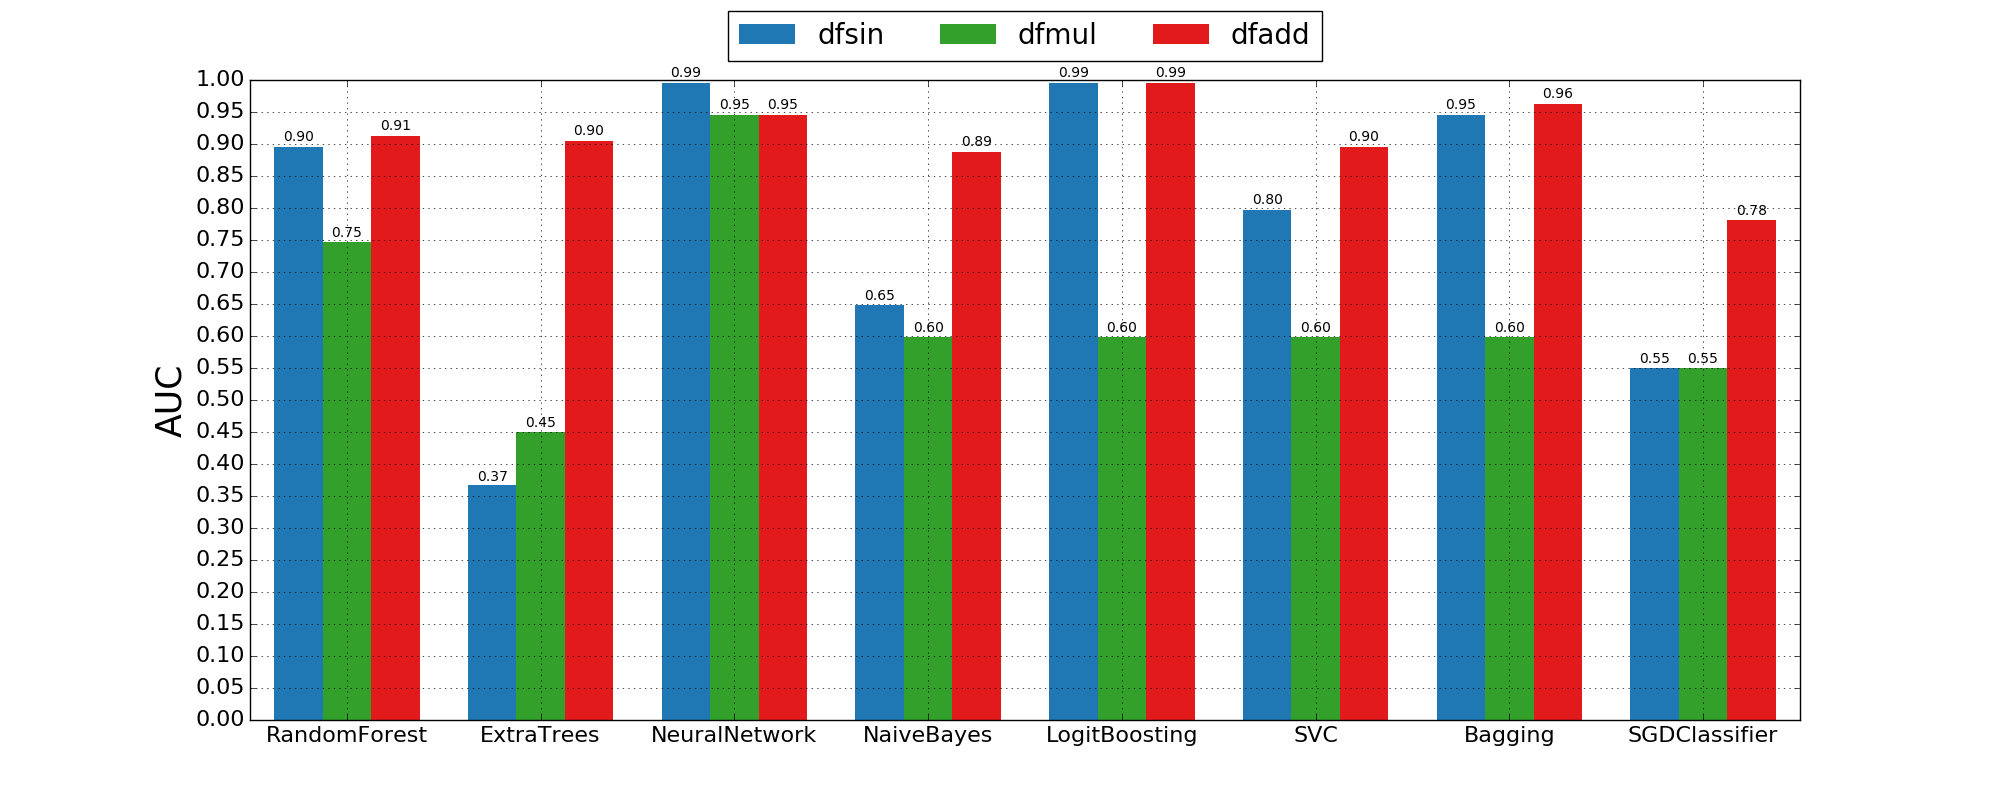 dfsin dfmul dfadd
AUC
1.00
0.95
0.90
0.85
0.80
0.75
0.70
0.65
0.60
0.55
0.50
0.45
0.40
0.35
0.30
0.25
0.20
0.15
0.10
0.05
0.00
0.90 0.75 0.91
0.37 0.45 0.90
0.99 0.95 0.95
0.65 0.60 0.89
0.99 0.60 0.99
0.80 0.60 0.90
0.95 0.60 0.96
0.55 0.55 0.78
RandomForest ExtraTrees NeuralNetwork NaiveBayes LogitBoosting SVC Bagging SGDClassifier